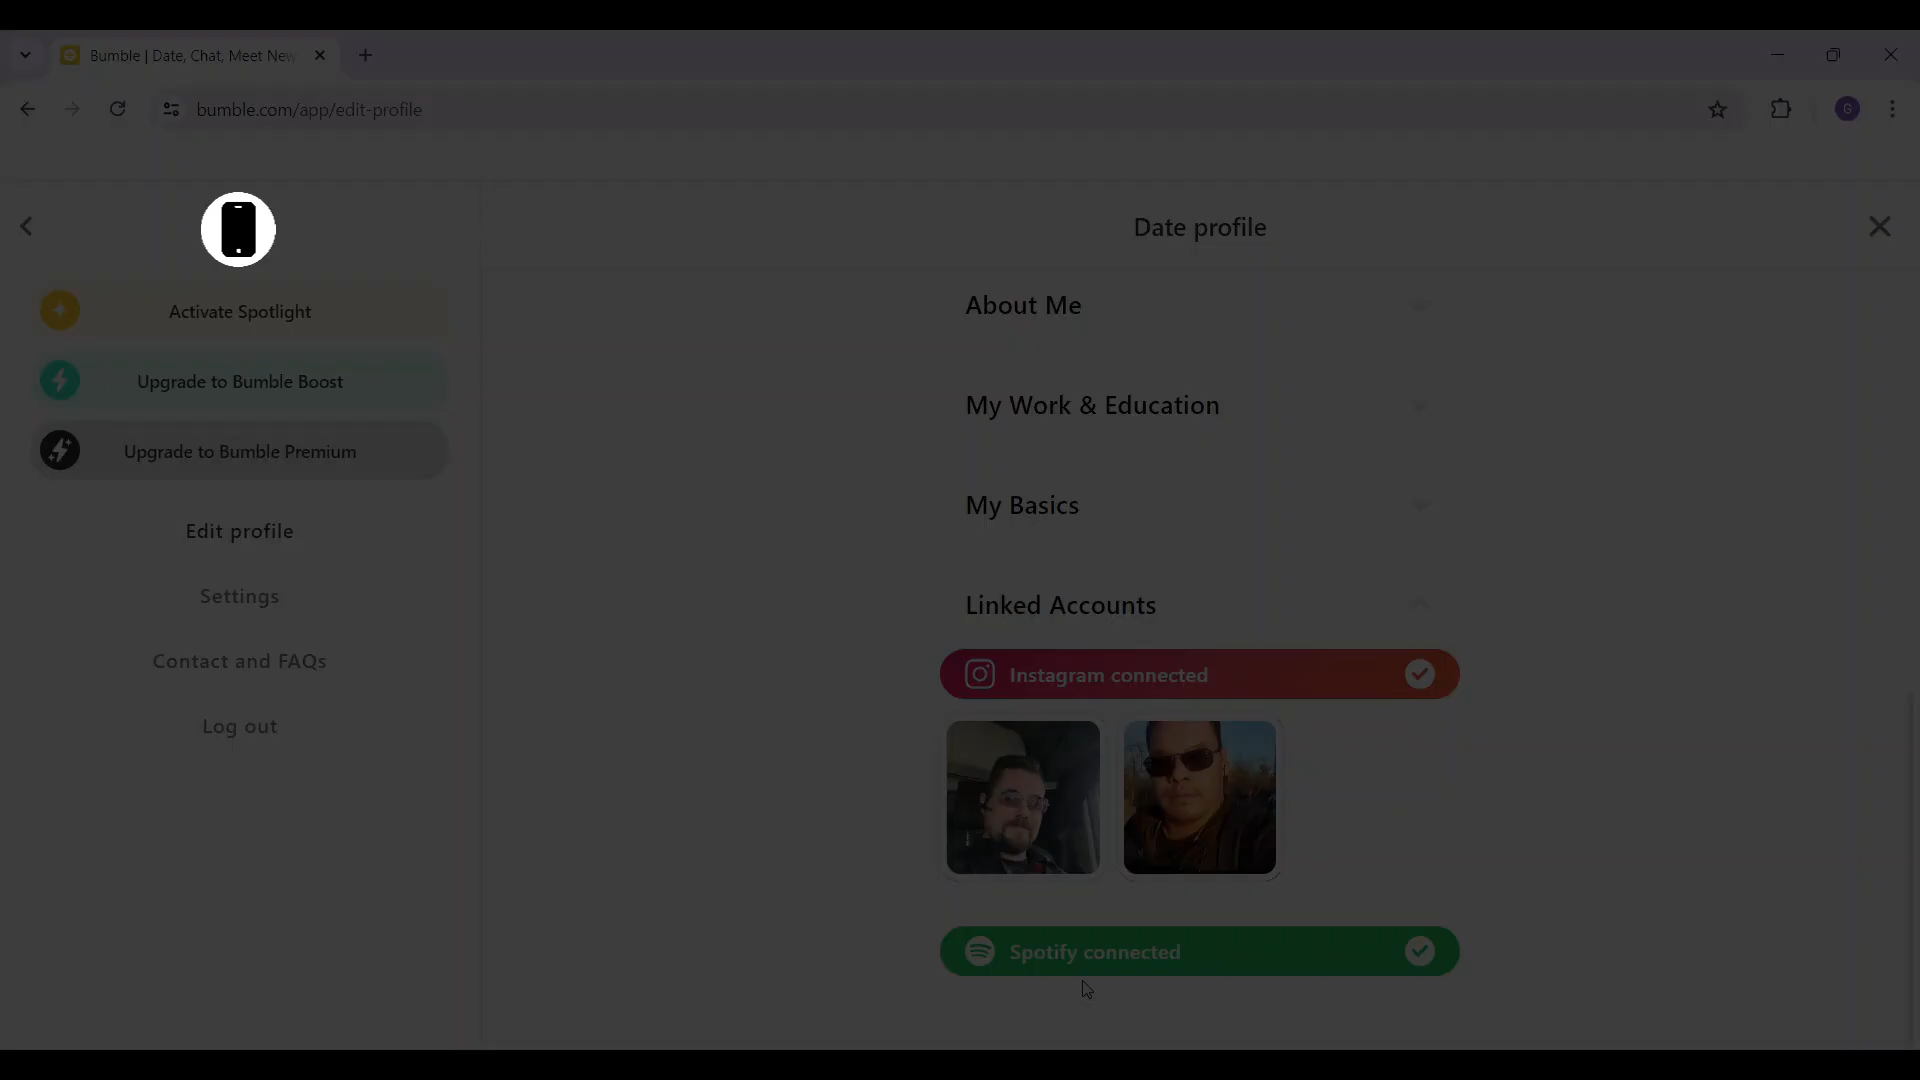 Bumble | Date, Chat, Meet New
bumble.com/app/edit-profile
G
Date profile
Activate Spotlight
Upgrade to Bumble Boost
Upgrade to Bumble Premium
Edit profile
Settings
Contact and FAQs
Log out
About Me
My Work & Education
My Basics
Linked Accounts
Instagram connected
Spotify connected